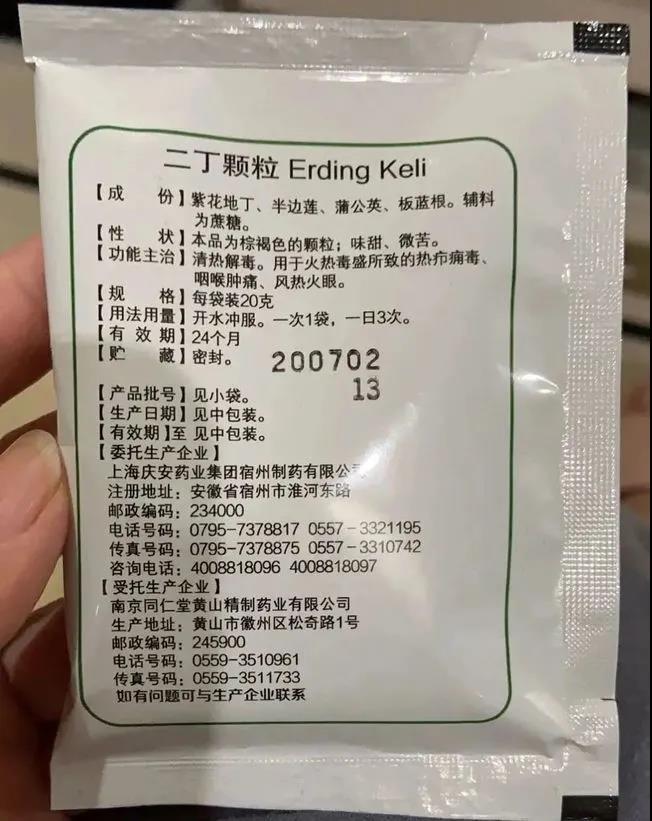 二丁颗粒 Erding Keli
【成 份】紫花地丁、半边莲、蒲公英、板蓝根。辅料
为蔗糖。
【性 状】本品为棕褐色的颗粒；味甜、微苦。
【功能主治】清热解毒。用于火热毒盛所致的热疖痈毒、
咽喉肿痛、风热火眼。
【规 格】每袋装20克
【用法用量】开水冲服。一次1袋，一日3次。
【有 效 期】24个月
【贮 藏】密封。
200702
13
【产品批号】见小袋。
【生产日期】见中包装。
【有效期】至 见中包装。
【委托生产企业】
上海庆安药业集团宿州制药有限公司
注册地址：安徽省宿州市淮河东路
邮政编码：234000
电话号码：0795-7378817 0557-3321195
传真号码：0795-7378875 0557-3310742
咨询电话：4008818096 4008818097
【受托生产企业】
南京同仁堂黄山精制药业有限公司
生产地址：黄山市徽州区松奇路1号
邮政编码：245900
电话号码：0559-3510961
传真号码：0559-3511733
如有问题可与生产企业联系